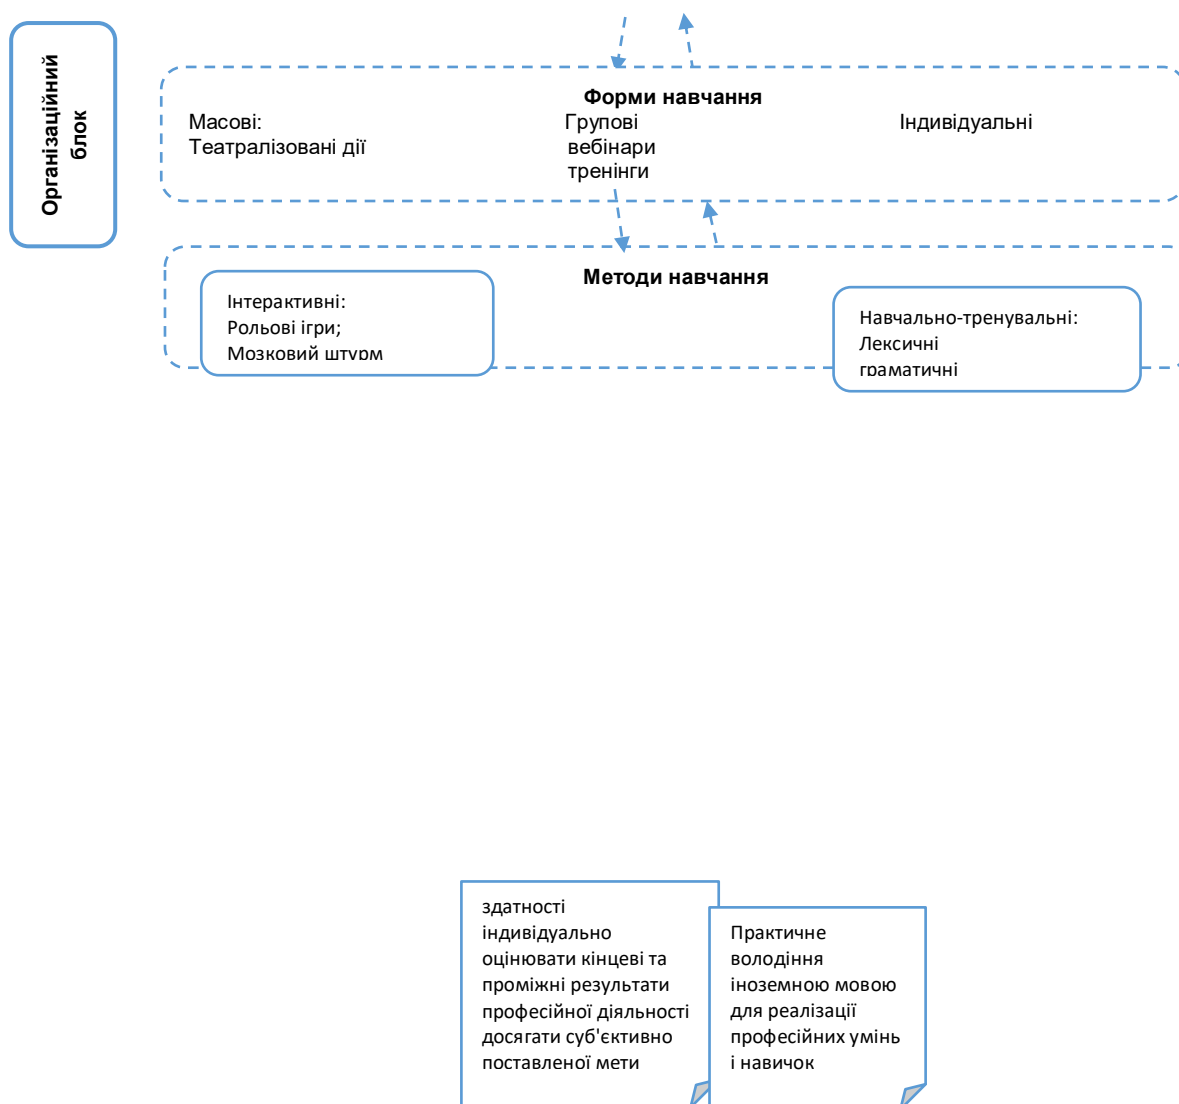 Організаційний
блок
Форми навчання
Масові:
Групові
Індивідуальні
Театралізовані дії
вебінари
тренінги
Методи навчання
Інтерактивні:
Рольові ігри;
Мозковий штурм
Навчально-тренувальні:
Лексичні
граматичні
здатності
індивідуально
оцінювати кінцеві та
проміжні результати
професійної діяльності
досягати суб'єктивно
поставленої мети
Практичне
володіння
іноземною мовою
для реалізації
професійних умінь
і навичок